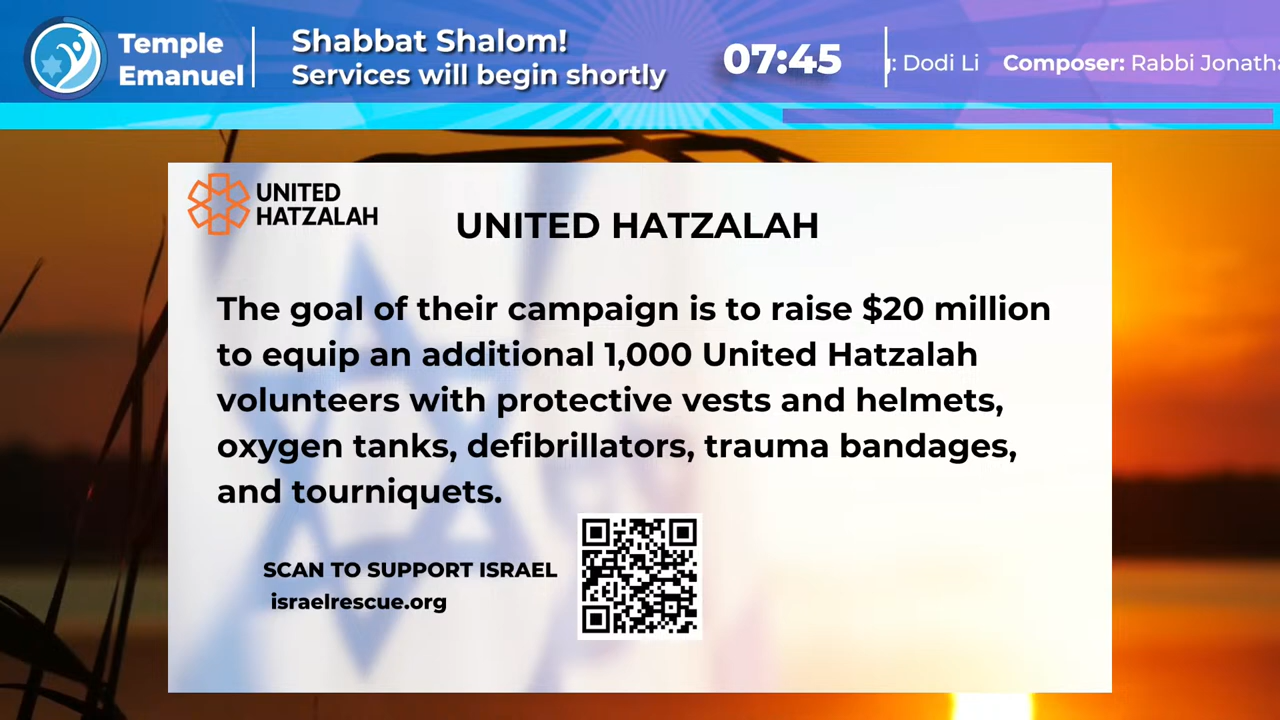 Temple
Emanuel
Shabbat Shalom!
Services will begin shortly
07:45
: Dodi Li Composer: Rabbi
UNITED
HATZALAH
UNITED HATZALAH
The goal of their campaign is to raise $20 million
to equip an additional 1,000 United Hatzalah
volunteers with protective vests and helmets,
oxygen tanks, defibrillators, trauma bandages,
and tourniquets.
SCAN TO SUPPORT ISRAEL
israelrescue.org